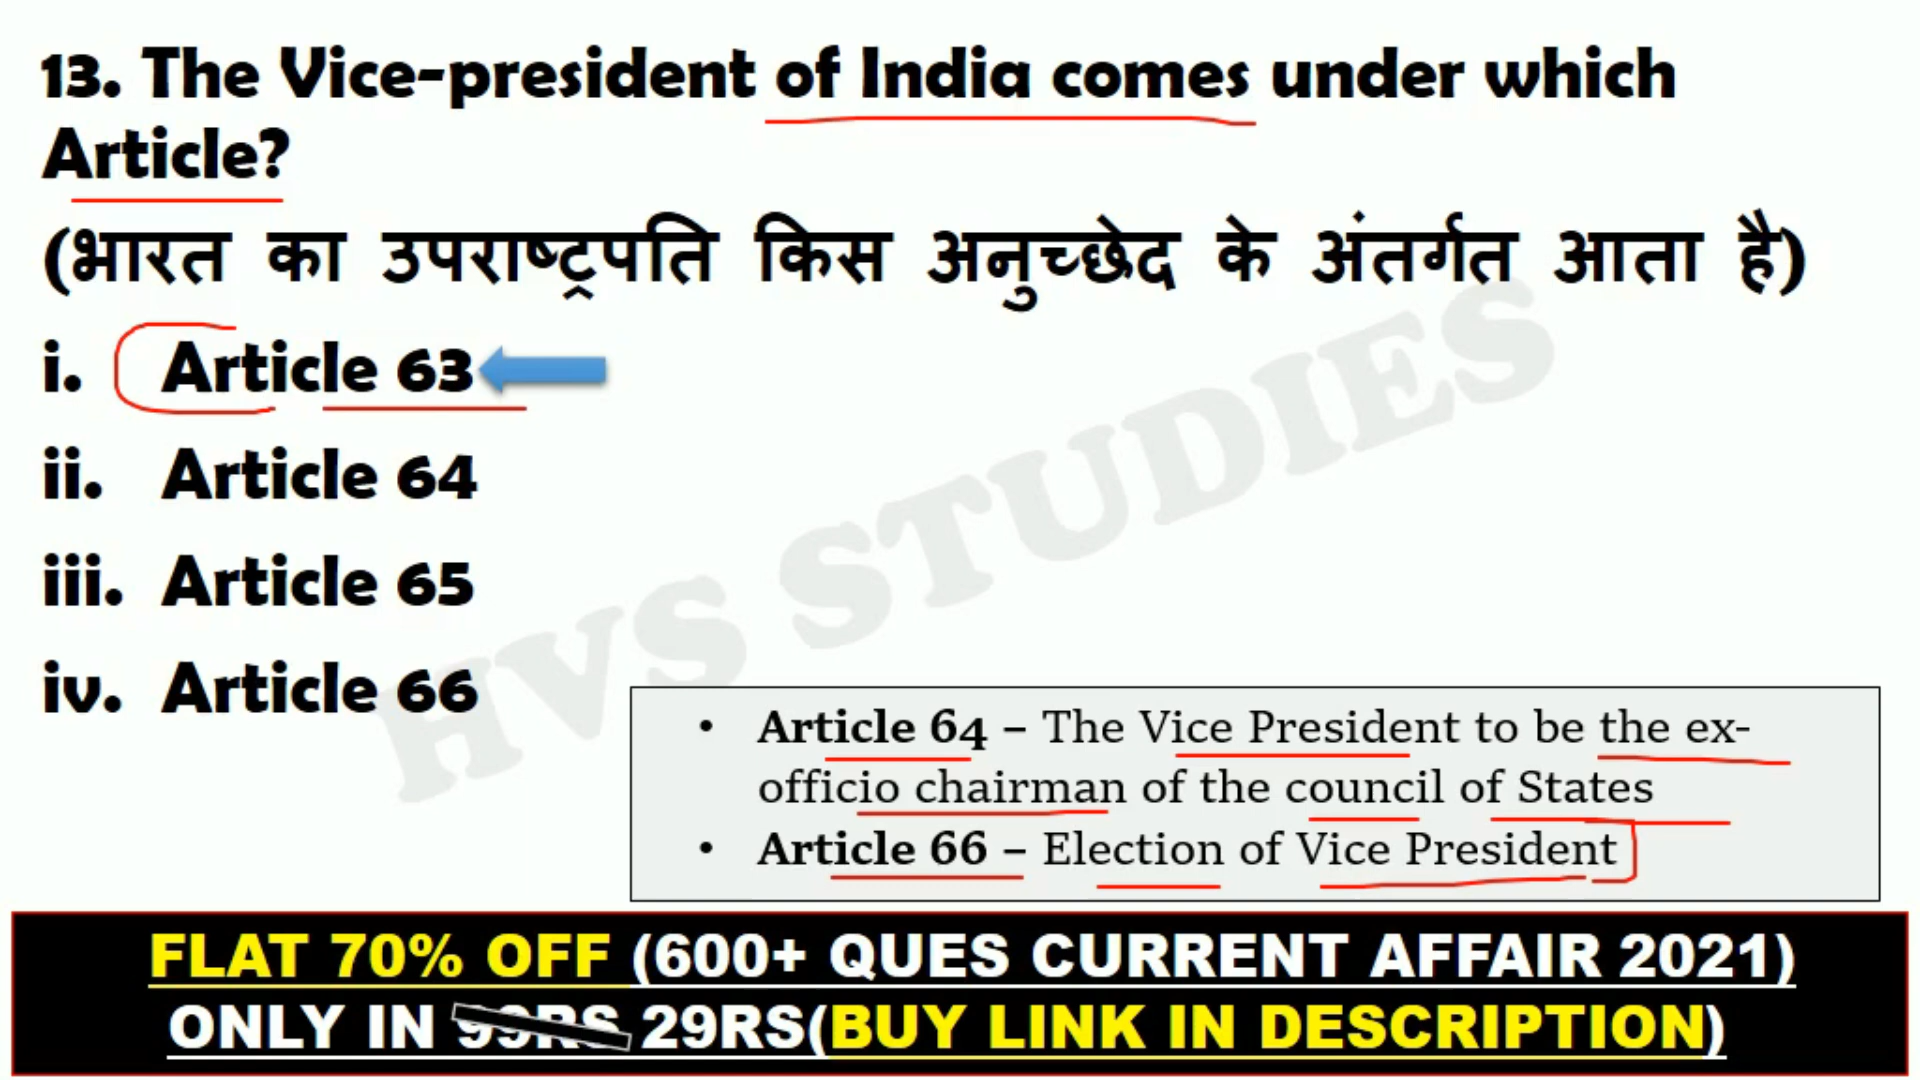 13. The Vice-president of India comes under which
Article?
(भारत का उपराष्ट्रपति किस अनुच्छेद के अंतर्गत आता है)
i. Article 63
ii. Article 64
iii. Article 65
iv. Article 66
HVS STUDIES
• Article 64 – The Vice President to be the ex-
officio chairman of the council of States
• Article 66 – Election of Vice President
FLAT 70% OFF (600+ QUES CURRENT AFFAIR 2021)
ONLY IN 99RS 29RS(BUY LINK IN DESCRIPTION)